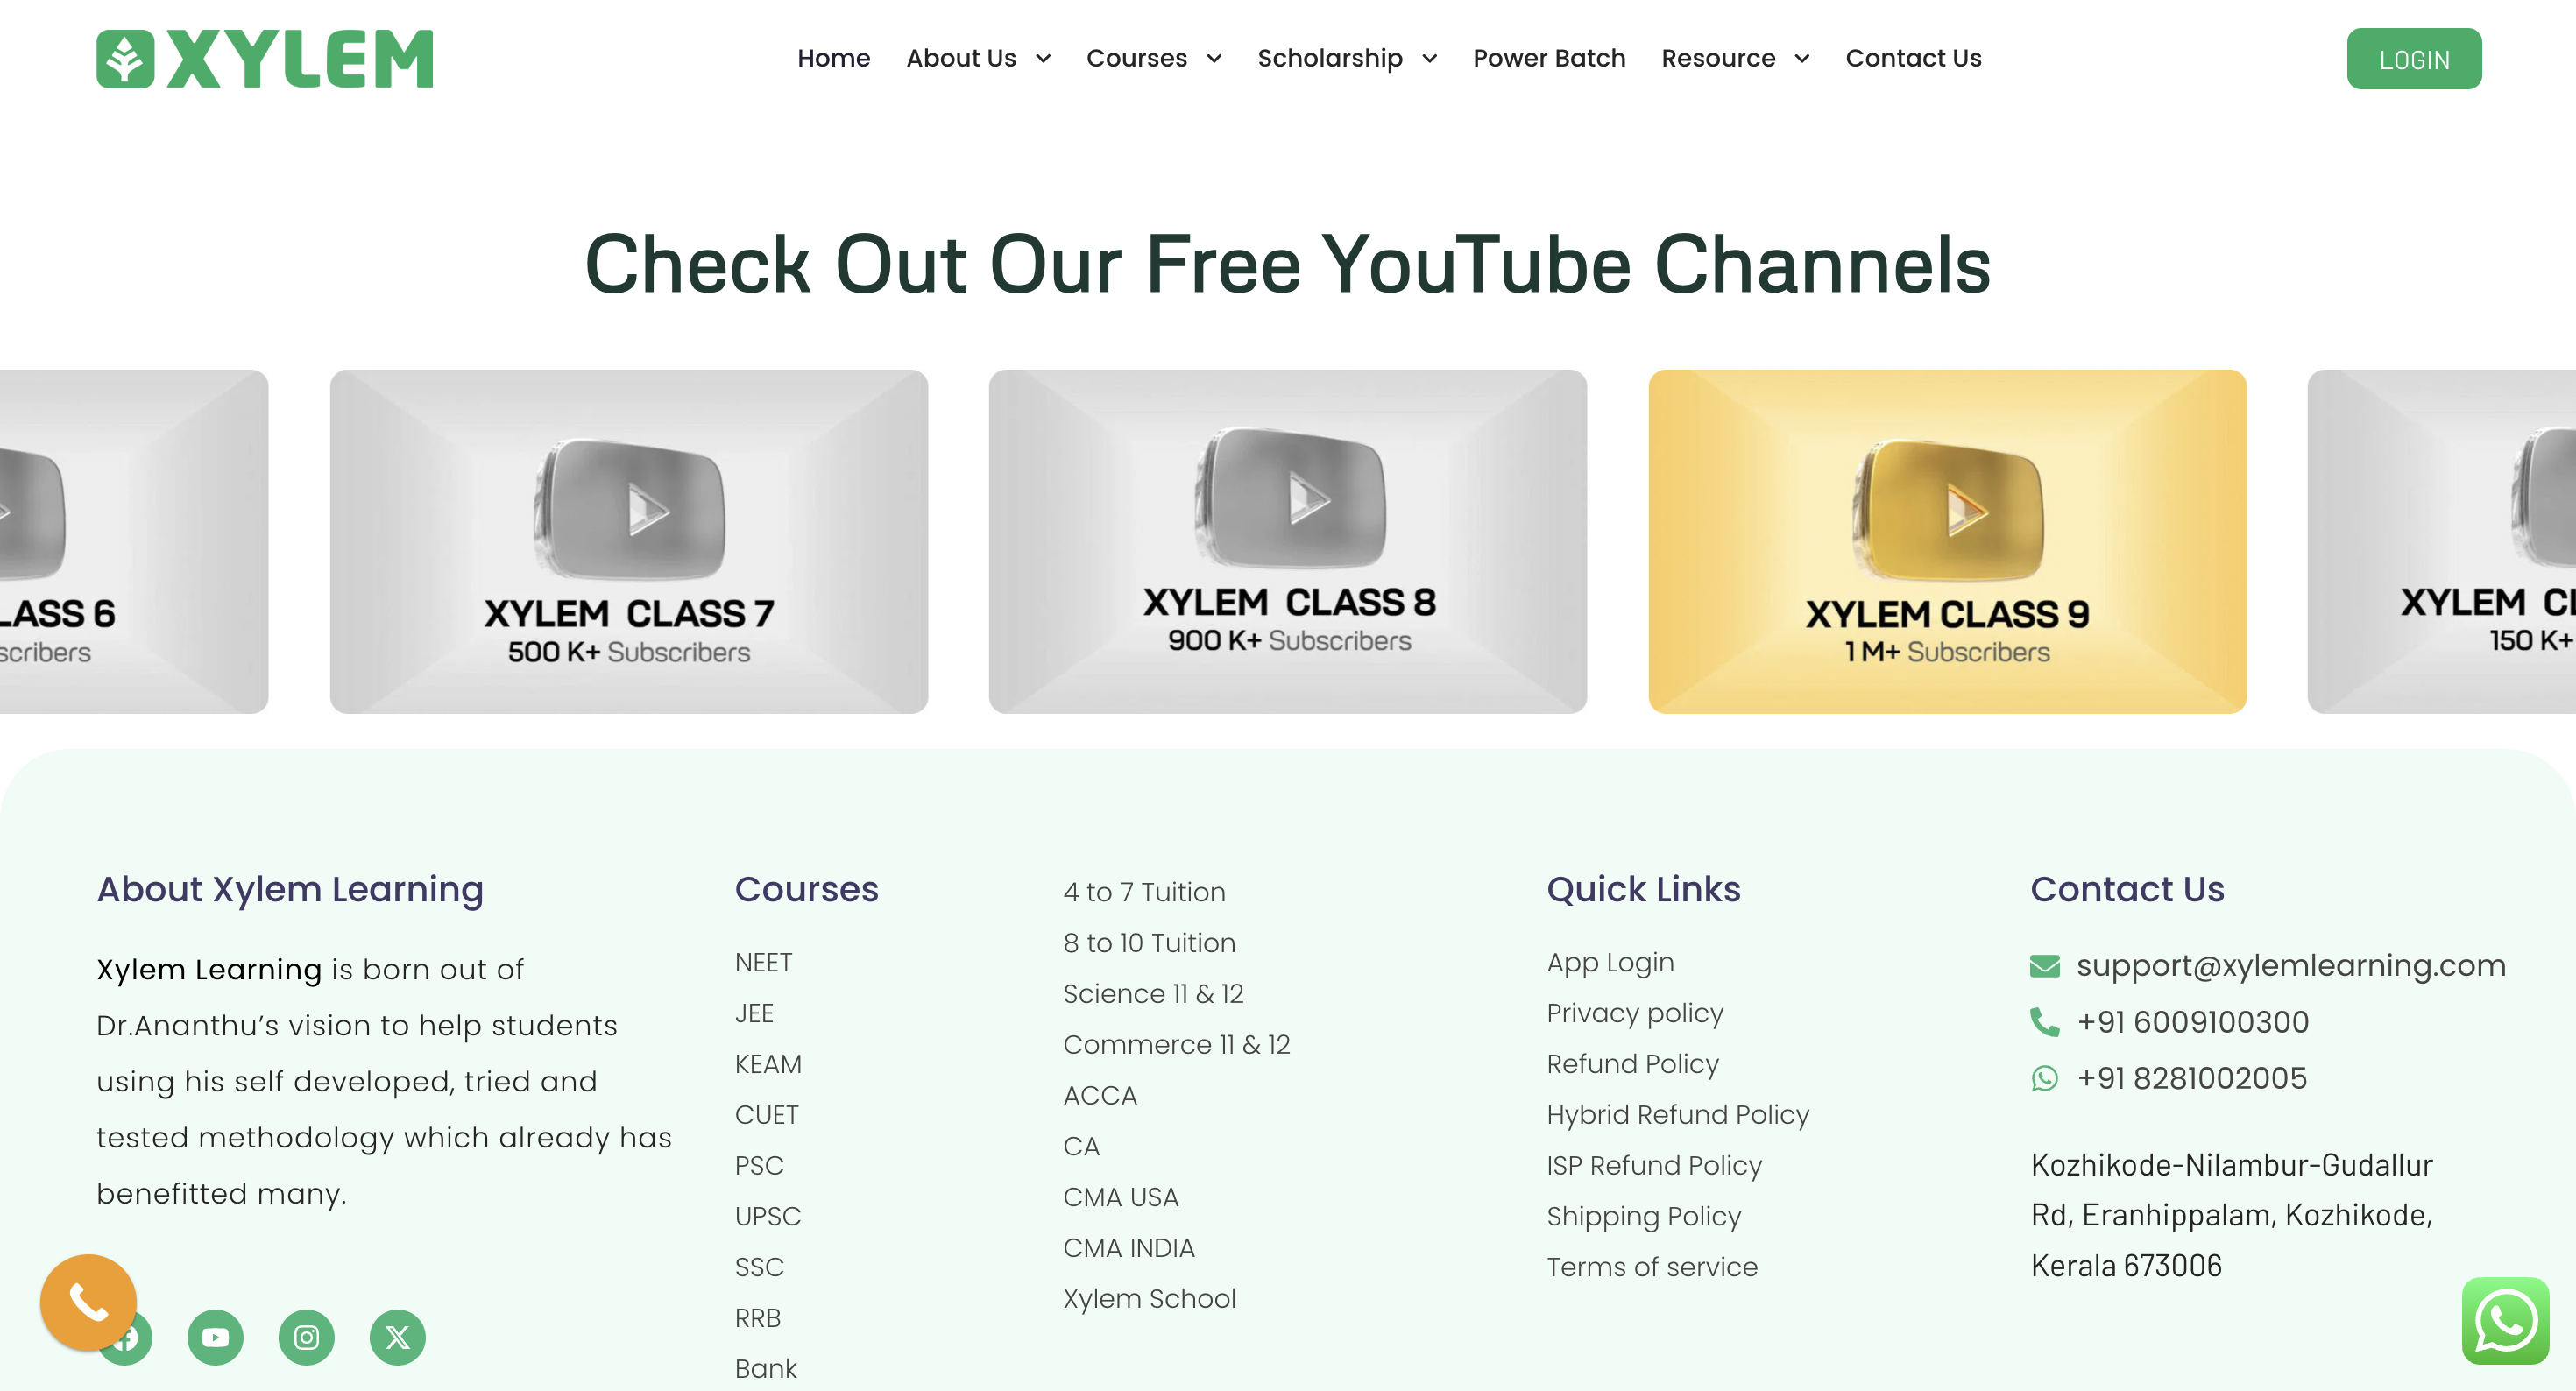 XYLEM
Home
About Us
Courses
Scholarship
Power Batch
Resource
Contact Us
LOGIN
Check Out Our Free YouTube Channels
6
XYLEM CLASS 7
500 K+ Subscribers
XYLEM CLASS 8
900 K+ Subscribers
XYLEM CLASS 9
1 M+ Subscribers
XYLEM
150 K+
About Xylem Learning
Xylem Learning is born out of
Dr.Ananthu’s vision to help students
using his self developed, tried and
tested methodology which already has
benefitted many.
Courses
NEET
JEE
KEAM
CUET
PSC
UPSC
SSC
RRB
Bank
4 to 7 Tuition
8 to 10 Tuition
Science 11 & 12
Commerce 11 & 12
ACCA
CA
CMA USA
CMA INDIA
Xylem School
Quick Links
App Login
Privacy policy
Refund Policy
Hybrid Refund Policy
ISP Refund Policy
Shipping Policy
Terms of service
Contact Us
support@xylemlearning.com
+91 6009100300
+91 8281002005
Kozhikode-Nilambur-Gudallur
Rd, Eranhippalam, Kozhikode,
Kerala 673006